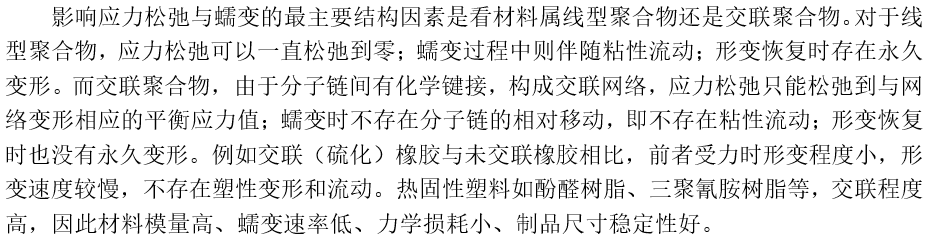 影响应力松弛与蠕变的最主要结构因素是看材料属线型聚合物还是交联聚合物。对于线
型聚合物，应力松弛可以一直松弛到零；蠕变过程中则伴随粘性流动；形变恢复时存在永久
变形。而交联聚合物，由于分子链间有化学键接，构成交联网络，应力松弛只能松弛到与网
络变形相应的平衡应力值；蠕变时不存在分子链的相对移动，即不存在粘性流动；形变恢复
时也没有永久变形。例如交联（硫化）橡胶与未交联橡胶相比，前者受力时形变程度小，形
变速度较慢，不存在塑性变形和流动。热固性塑料如酚醛树脂、三聚氰胺树脂等，交联程度
高，因此材料模量高、蠕变速率低、力学损耗小、制品尺寸稳定性好。